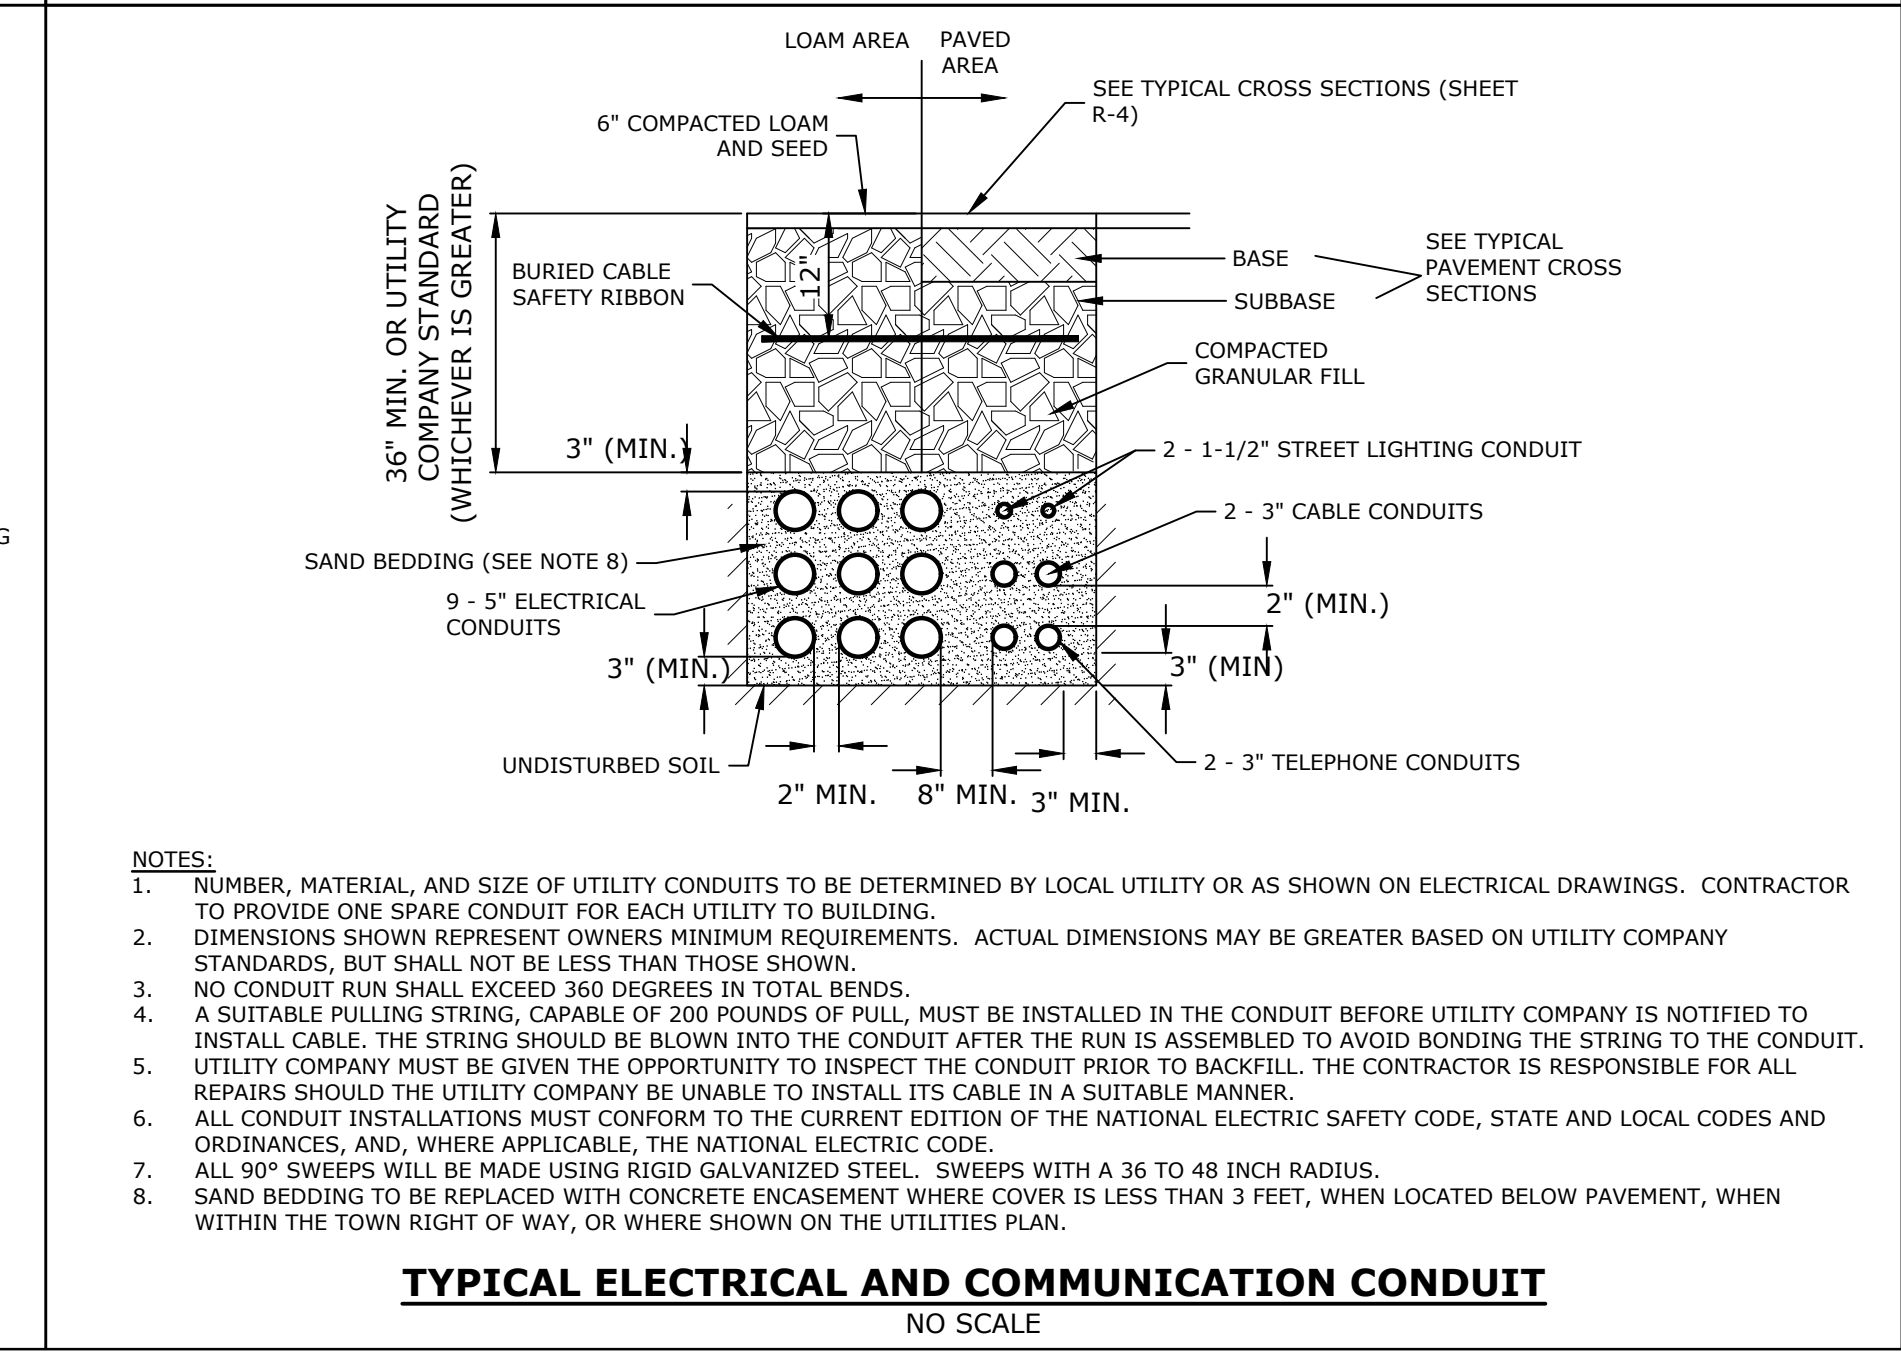 LOAM AREA
PAVED
AREA
SEE TYPICAL CROSS SECTIONS (SHEET
R-4)
6" COMPACTED LOAM
AND SEED
36" MIN. OR UTILITY
COMPANY STANDARD
(WHICHEVER IS GREATER)
12"
BURIED CABLE
SAFETY RIBBON
BASE
SUBBASE
SEE TYPICAL
PAVEMENT CROSS
SECTIONS
COMPACTED
GRANULAR FILL
3" (MIN.)
2 - 1-1/2" STREET LIGHTING CONDUIT
2 - 3" CABLE CONDUITS
G
SAND BEDDING (SEE NOTE 8)
9 - 5" ELECTRICAL
CONDUITS
2" (MIN.)
3" (MIN.)
3" (MIN)
UNDISTURBED SOIL
2 - 3" TELEPHONE CONDUITS
2" MIN.
8" MIN.
3" MIN.
NOTES:
1. NUMBER, MATERIAL, AND SIZE OF UTILITY CONDUITS TO BE DETERMINED BY LOCAL UTILITY OR AS SHOWN ON ELECTRICAL DRAWINGS. CONTRACTOR
TO PROVIDE ONE SPARE CONDUIT FOR EACH UTILITY TO BUILDING.
2. DIMENSIONS SHOWN REPRESENT OWNERS MINIMUM REQUIREMENTS. ACTUAL DIMENSIONS MAY BE GREATER BASED ON UTILITY COMPANY
STANDARDS, BUT SHALL NOT BE LESS THAN THOSE SHOWN.
3. NO CONDUIT RUN SHALL EXCEED 360 DEGREES IN TOTAL BENDS.
4. A SUITABLE PULLING STRING, CAPABLE OF 200 POUNDS OF PULL, MUST BE INSTALLED IN THE CONDUIT BEFORE UTILITY COMPANY IS NOTIFIED TO
INSTALL CABLE. THE STRING SHOULD BE BLOWN INTO THE CONDUIT AFTER THE RUN IS ASSEMBLED TO AVOID BONDING THE STRING TO THE CONDUIT.
5. UTILITY COMPANY MUST BE GIVEN THE OPPORTUNITY TO INSPECT THE CONDUIT PRIOR TO BACKFILL. THE CONTRACTOR IS RESPONSIBLE FOR ALL
REPAIRS SHOULD THE UTILITY COMPANY BE UNABLE TO INSTALL ITS CABLE IN A SUITABLE MANNER.
6. ALL CONDUIT INSTALLATIONS MUST CONFORM TO THE CURRENT EDITION OF THE NATIONAL ELECTRIC SAFETY CODE, STATE AND LOCAL CODES AND
ORDINANCES, AND, WHERE APPLICABLE, THE NATIONAL ELECTRIC CODE.
7. ALL 90° SWEEPS WILL BE MADE USING RIGID GALVANIZED STEEL. SWEEPS WITH A 36 TO 48 INCH RADIUS.
8. SAND BEDDING TO BE REPLACED WITH CONCRETE ENCASEMENT WHERE COVER IS LESS THAN 3 FEET, WHEN LOCATED BELOW PAVEMENT, WHEN
WITHIN THE TOWN RIGHT OF WAY, OR WHERE SHOWN ON THE UTILITIES PLAN.
TYPICAL ELECTRICAL AND COMMUNICATION CONDUIT
NO SCALE